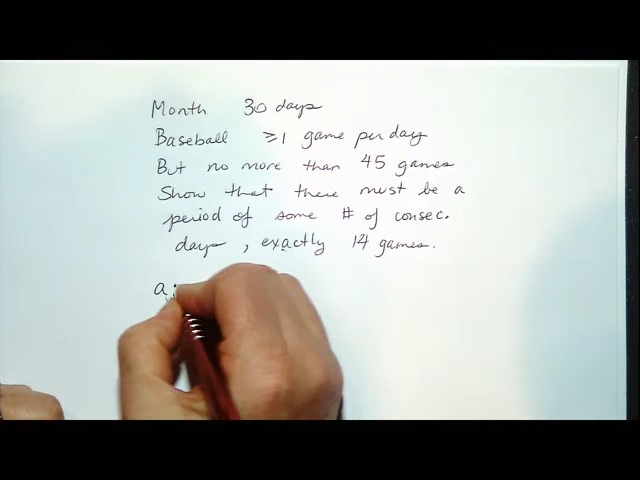 Month 30 days
Baseball ≥1 game per day
But no more than 45 games
Show that there must be a
period of some # of consec.
days, exactly 14 games.
a